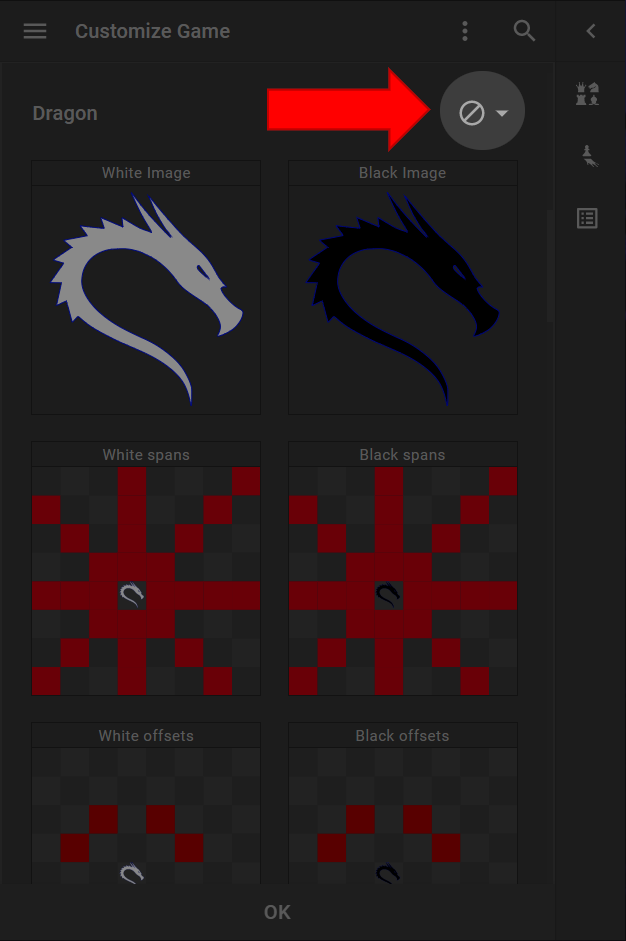 Customize Game
Dragon
White Image
Black Image
White spans
Black spans
White offsets
Black offsets
OK